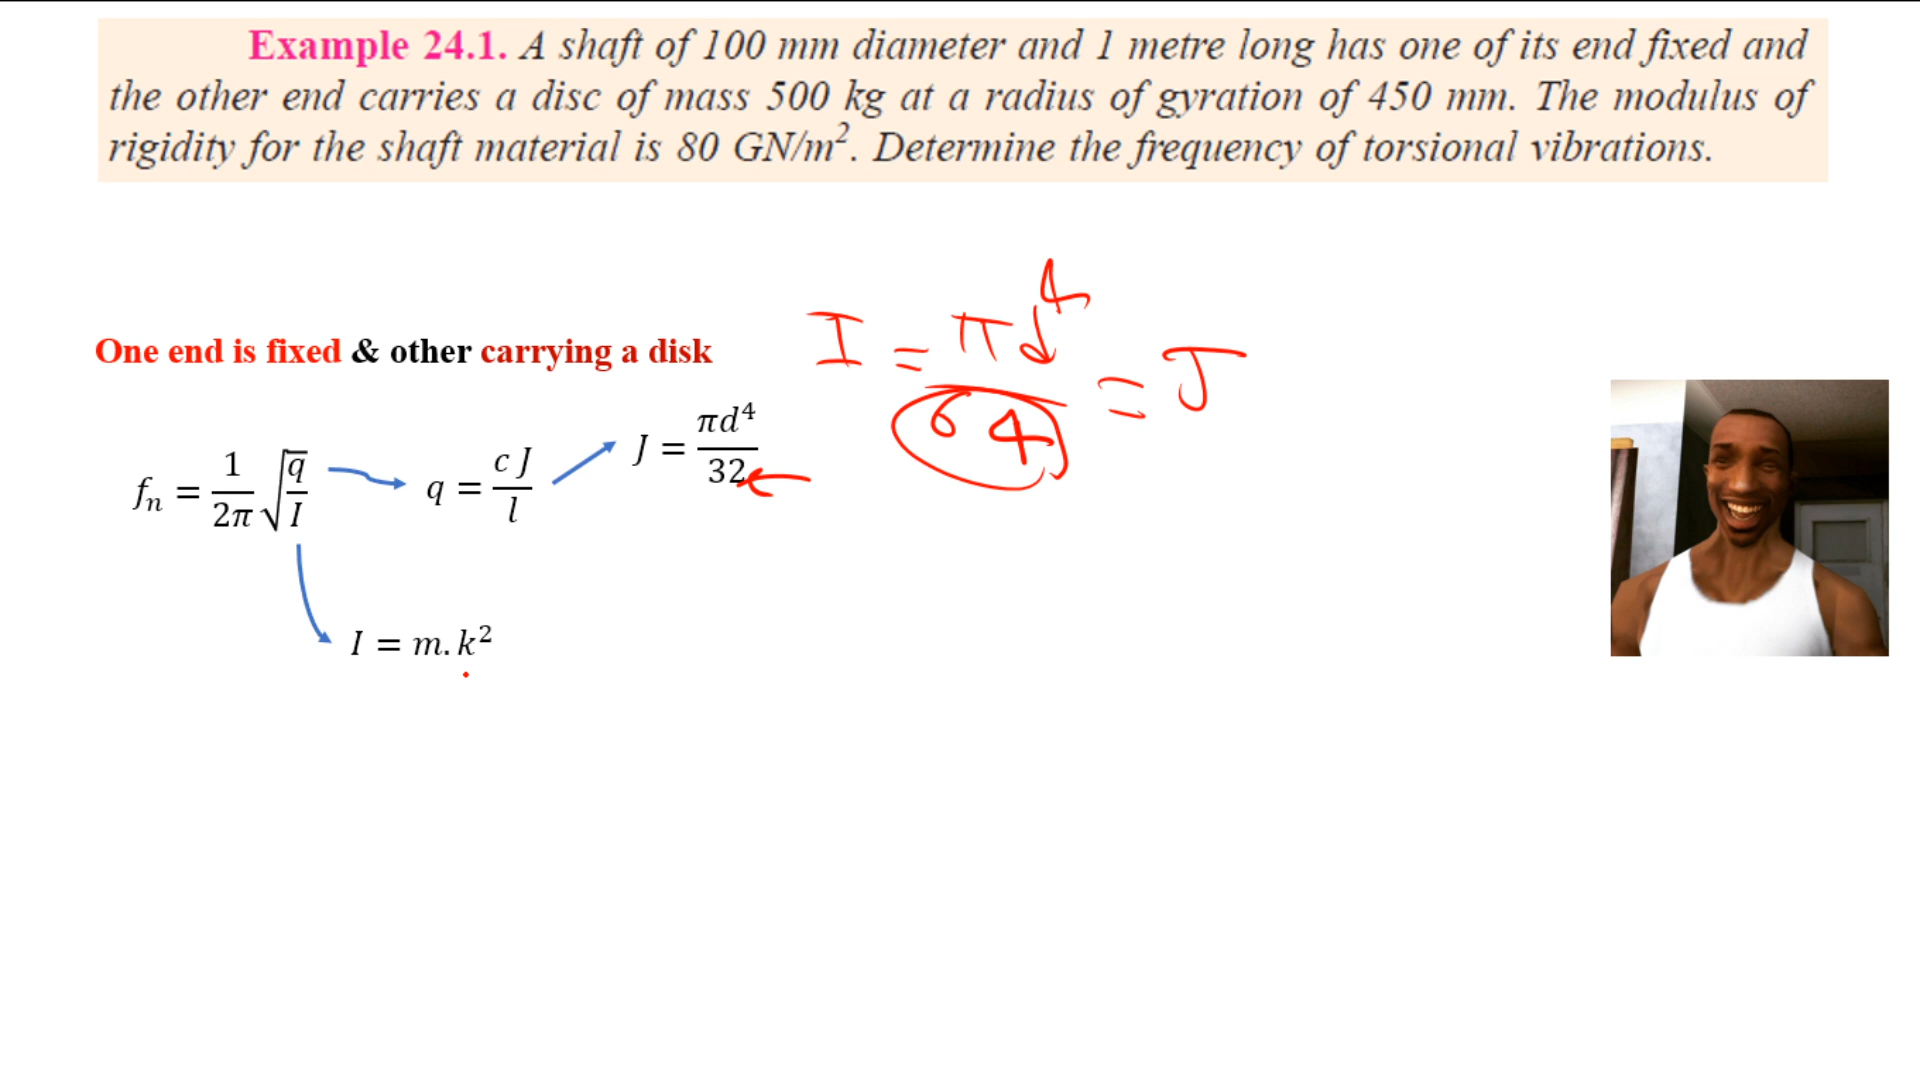 Example 24.1. A shaft of 100 mm diameter and 1 metre long has one of its end fixed and
the other end carries a disc of mass 500 kg at a radius of gyration of 450 mm. The modulus of
rigidity for the shaft material is 80 GN/m². Determine the frequency of torsional vibrations.
I = πd⁴/64 = J
One end is fixed & other carrying a disk
fₙ = 1/2π √q/I
q = c J/l
J = πd⁴/32
I = m. k²